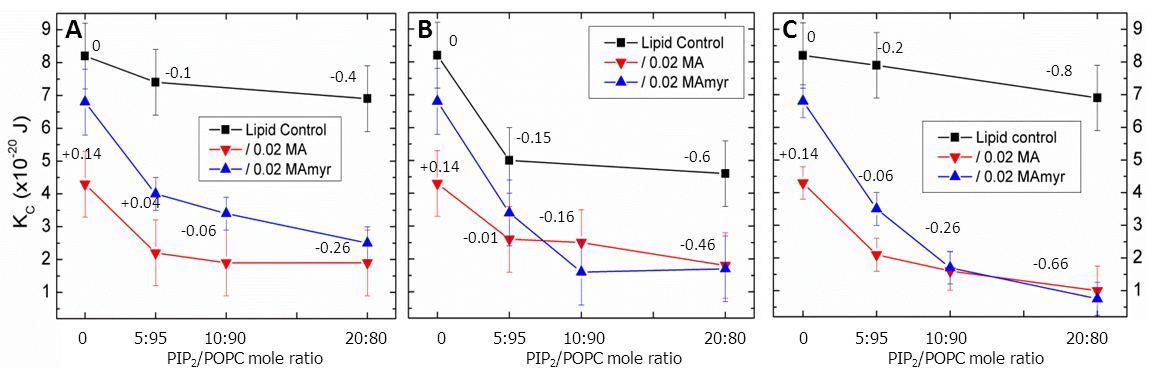 A
B
C
9
8
7
6
5
4
3
2
1
K_C (x10⁻²⁰ J)
0
-0.1
-0.4
+0.14
+0.04
-0.06
-0.26
Lipid Control
/ 0.02 MA
/ 0.02 MAmyr
0 5:95 10:90 20:80
PIP₂/POPC mole ratio
0
-0.15
-0.6
+0.14
-0.01
-0.16
-0.46
Lipid Control
/ 0.02 MA
/ 0.02 MAmyr
0 5:95 10:90 20:80
PIP₂/POPC mole ratio
0
-0.2
-0.8
+0.14
-0.06
-0.26
-0.66
Lipid control
/ 0.02 MA
/ 0.02 MAmyr
0 5:95 10:90 20:80
PIP₂/POPC mole ratio
9
8
7
6
5
4
3
2
1